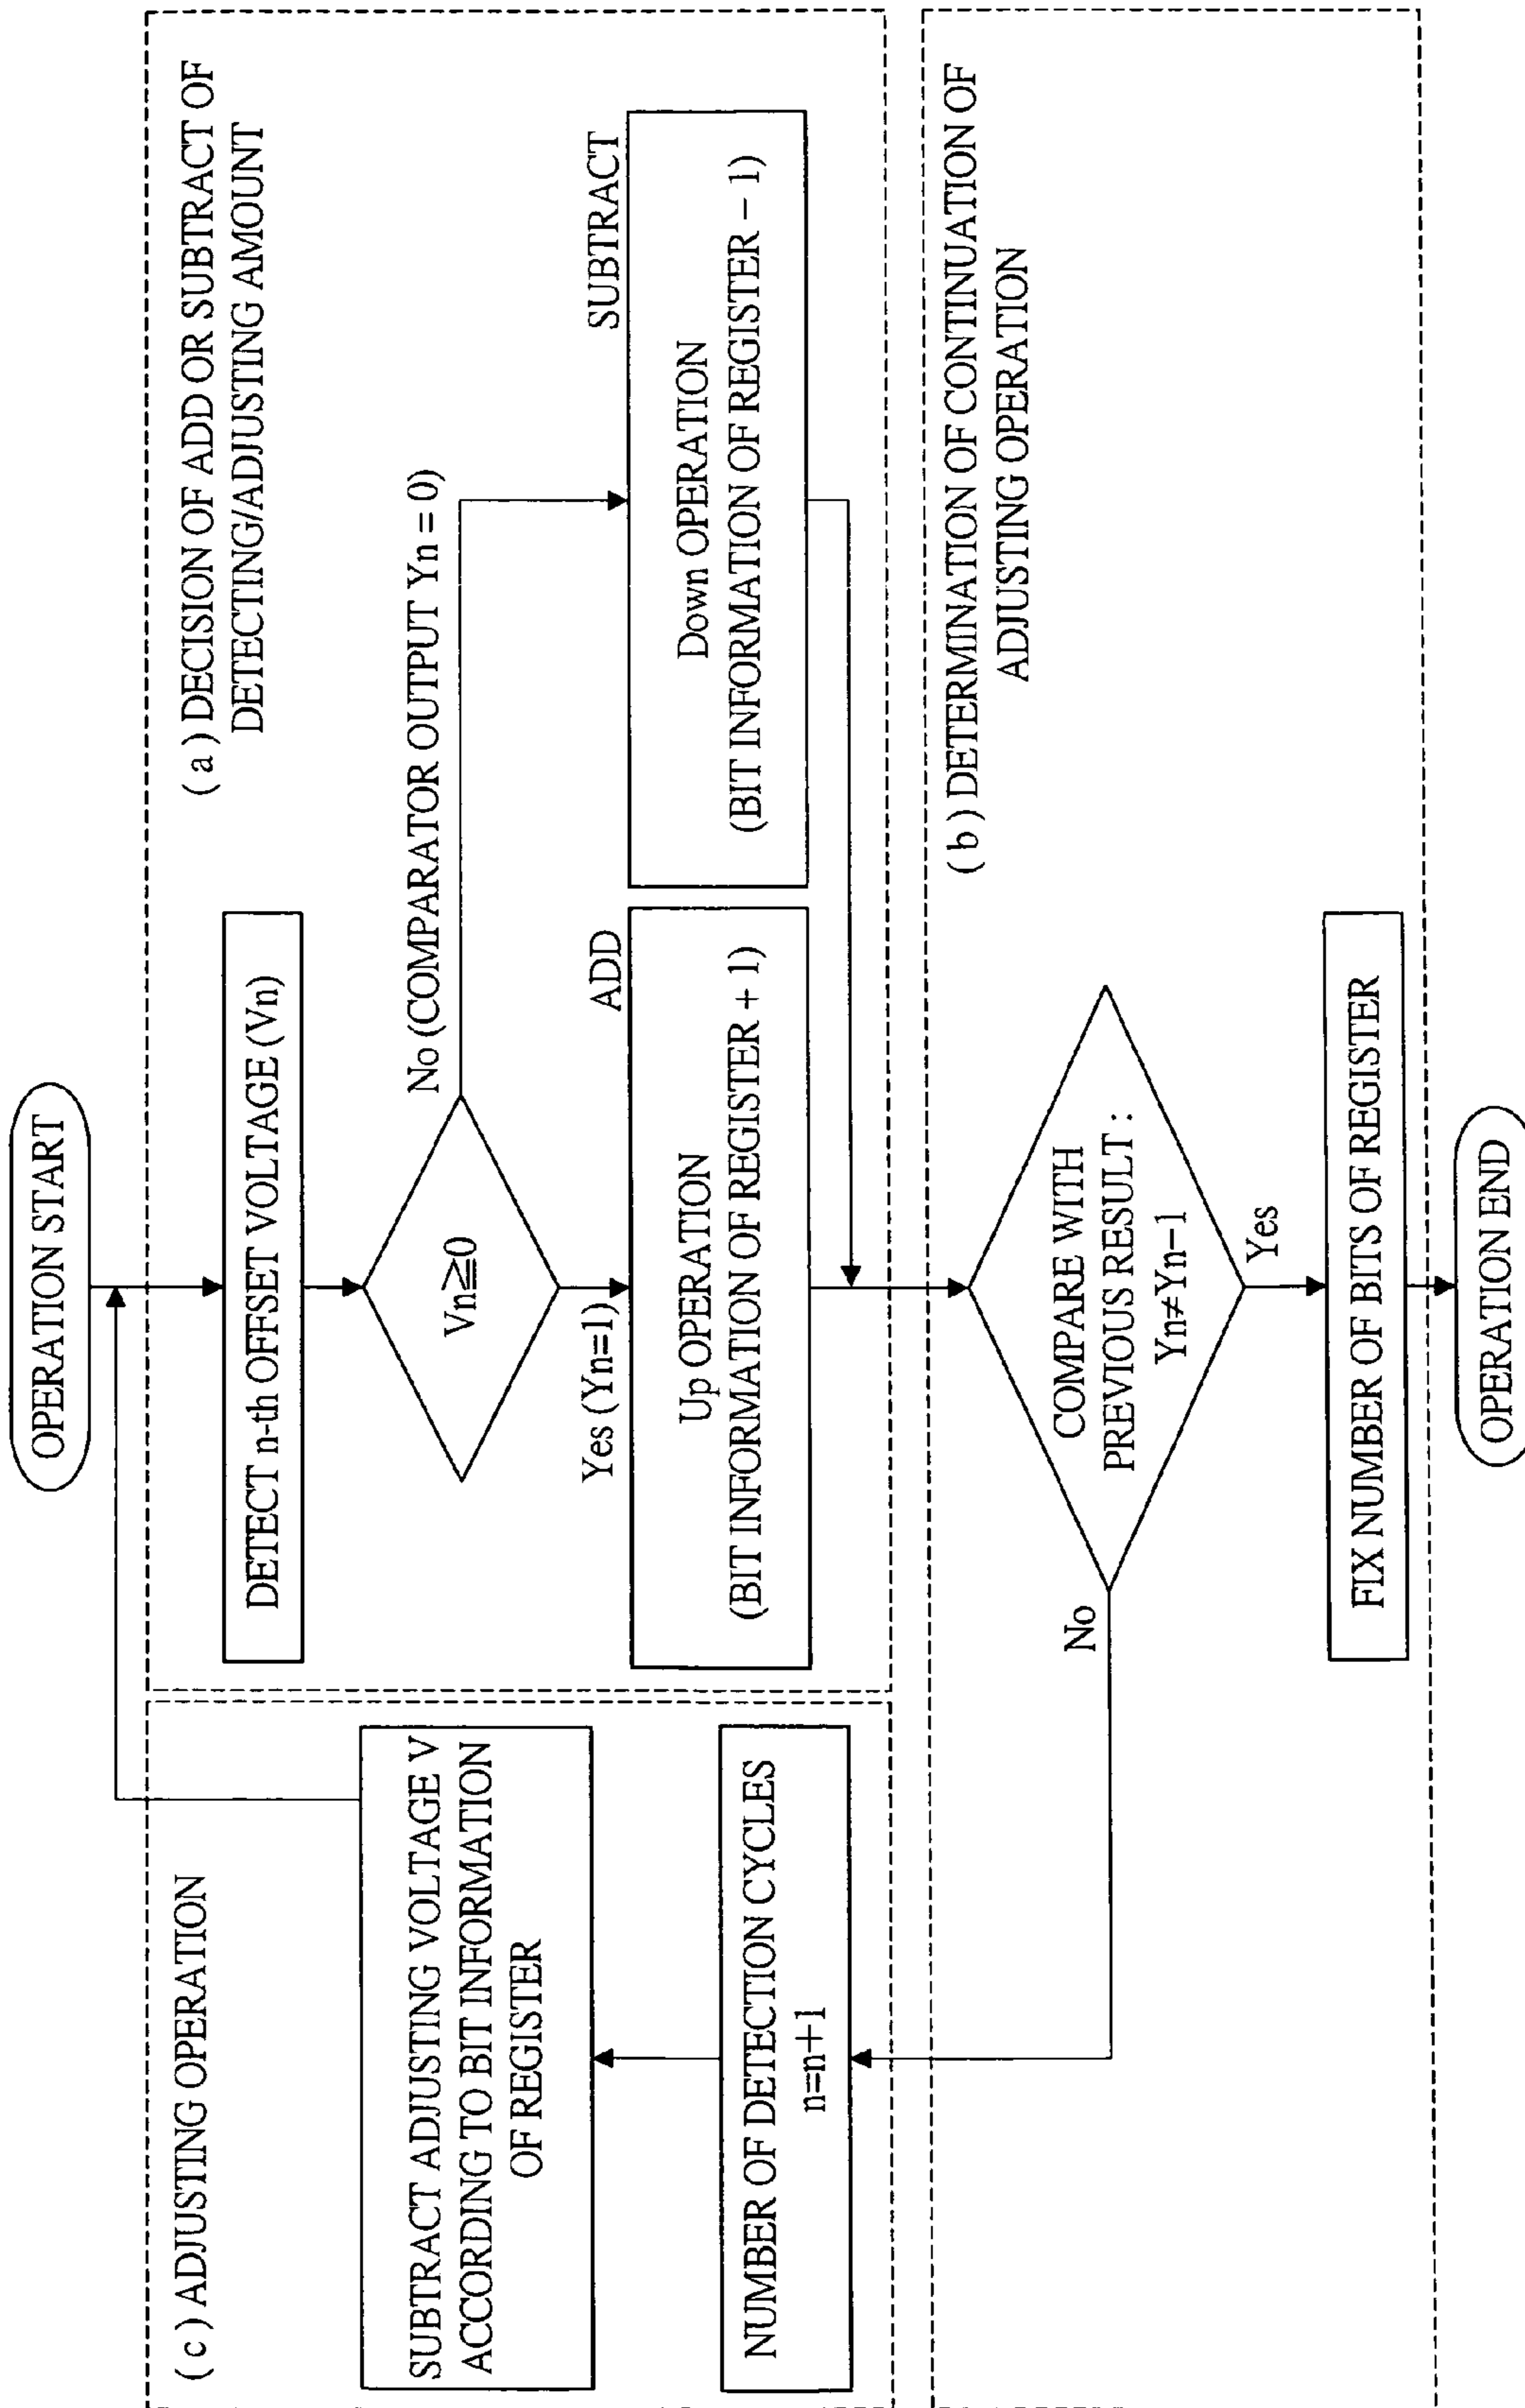 OPERATION START
(a) DECISION OF ADD OR SUBTRACT OF
DETECTING/ADJUSTING AMOUNT
DETECT n-th OFFSET VOLTAGE (Vn)
Vn≧0
No (COMPARATOR OUTPUT Yn = 0)
Yes (Yn=1)
ADD
Up OPERATION
(BIT INFORMATION OF REGISTER + 1)
SUBTRACT
Down OPERATION
(BIT INFORMATION OF REGISTER − 1)
(b) DETERMINATION OF CONTINUATION OF
ADJUSTING OPERATION
COMPARE WITH
PREVIOUS RESULT :
Yn≠Yn−1
No
Yes
FIX NUMBER OF BITS OF REGISTER
OPERATION END
(c) ADJUSTING OPERATION
SUBTRACT ADJUSTING VOLTAGE V
ACCORDING TO BIT INFORMATION
OF REGISTER
NUMBER OF DETECTION CYCLES
n=n+1